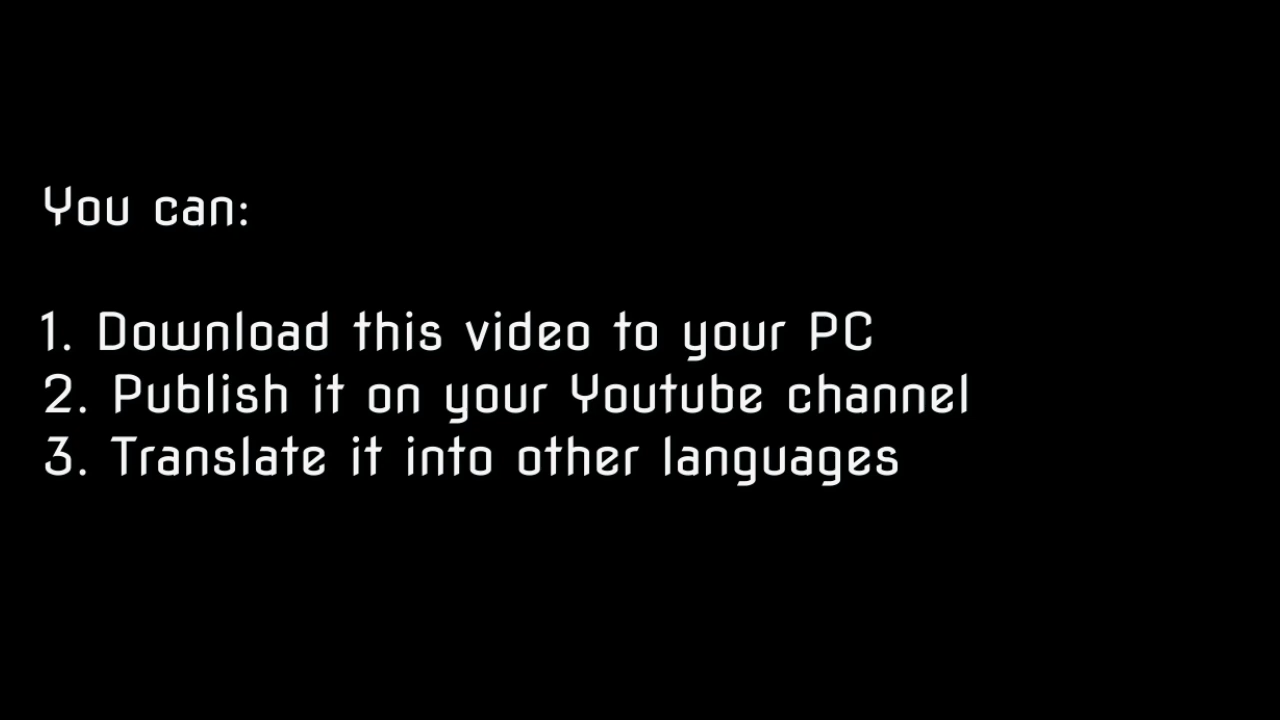 You can:
1. Download this video to your PC
2. Publish it on your Youtube channel
3. Translate it into other languages